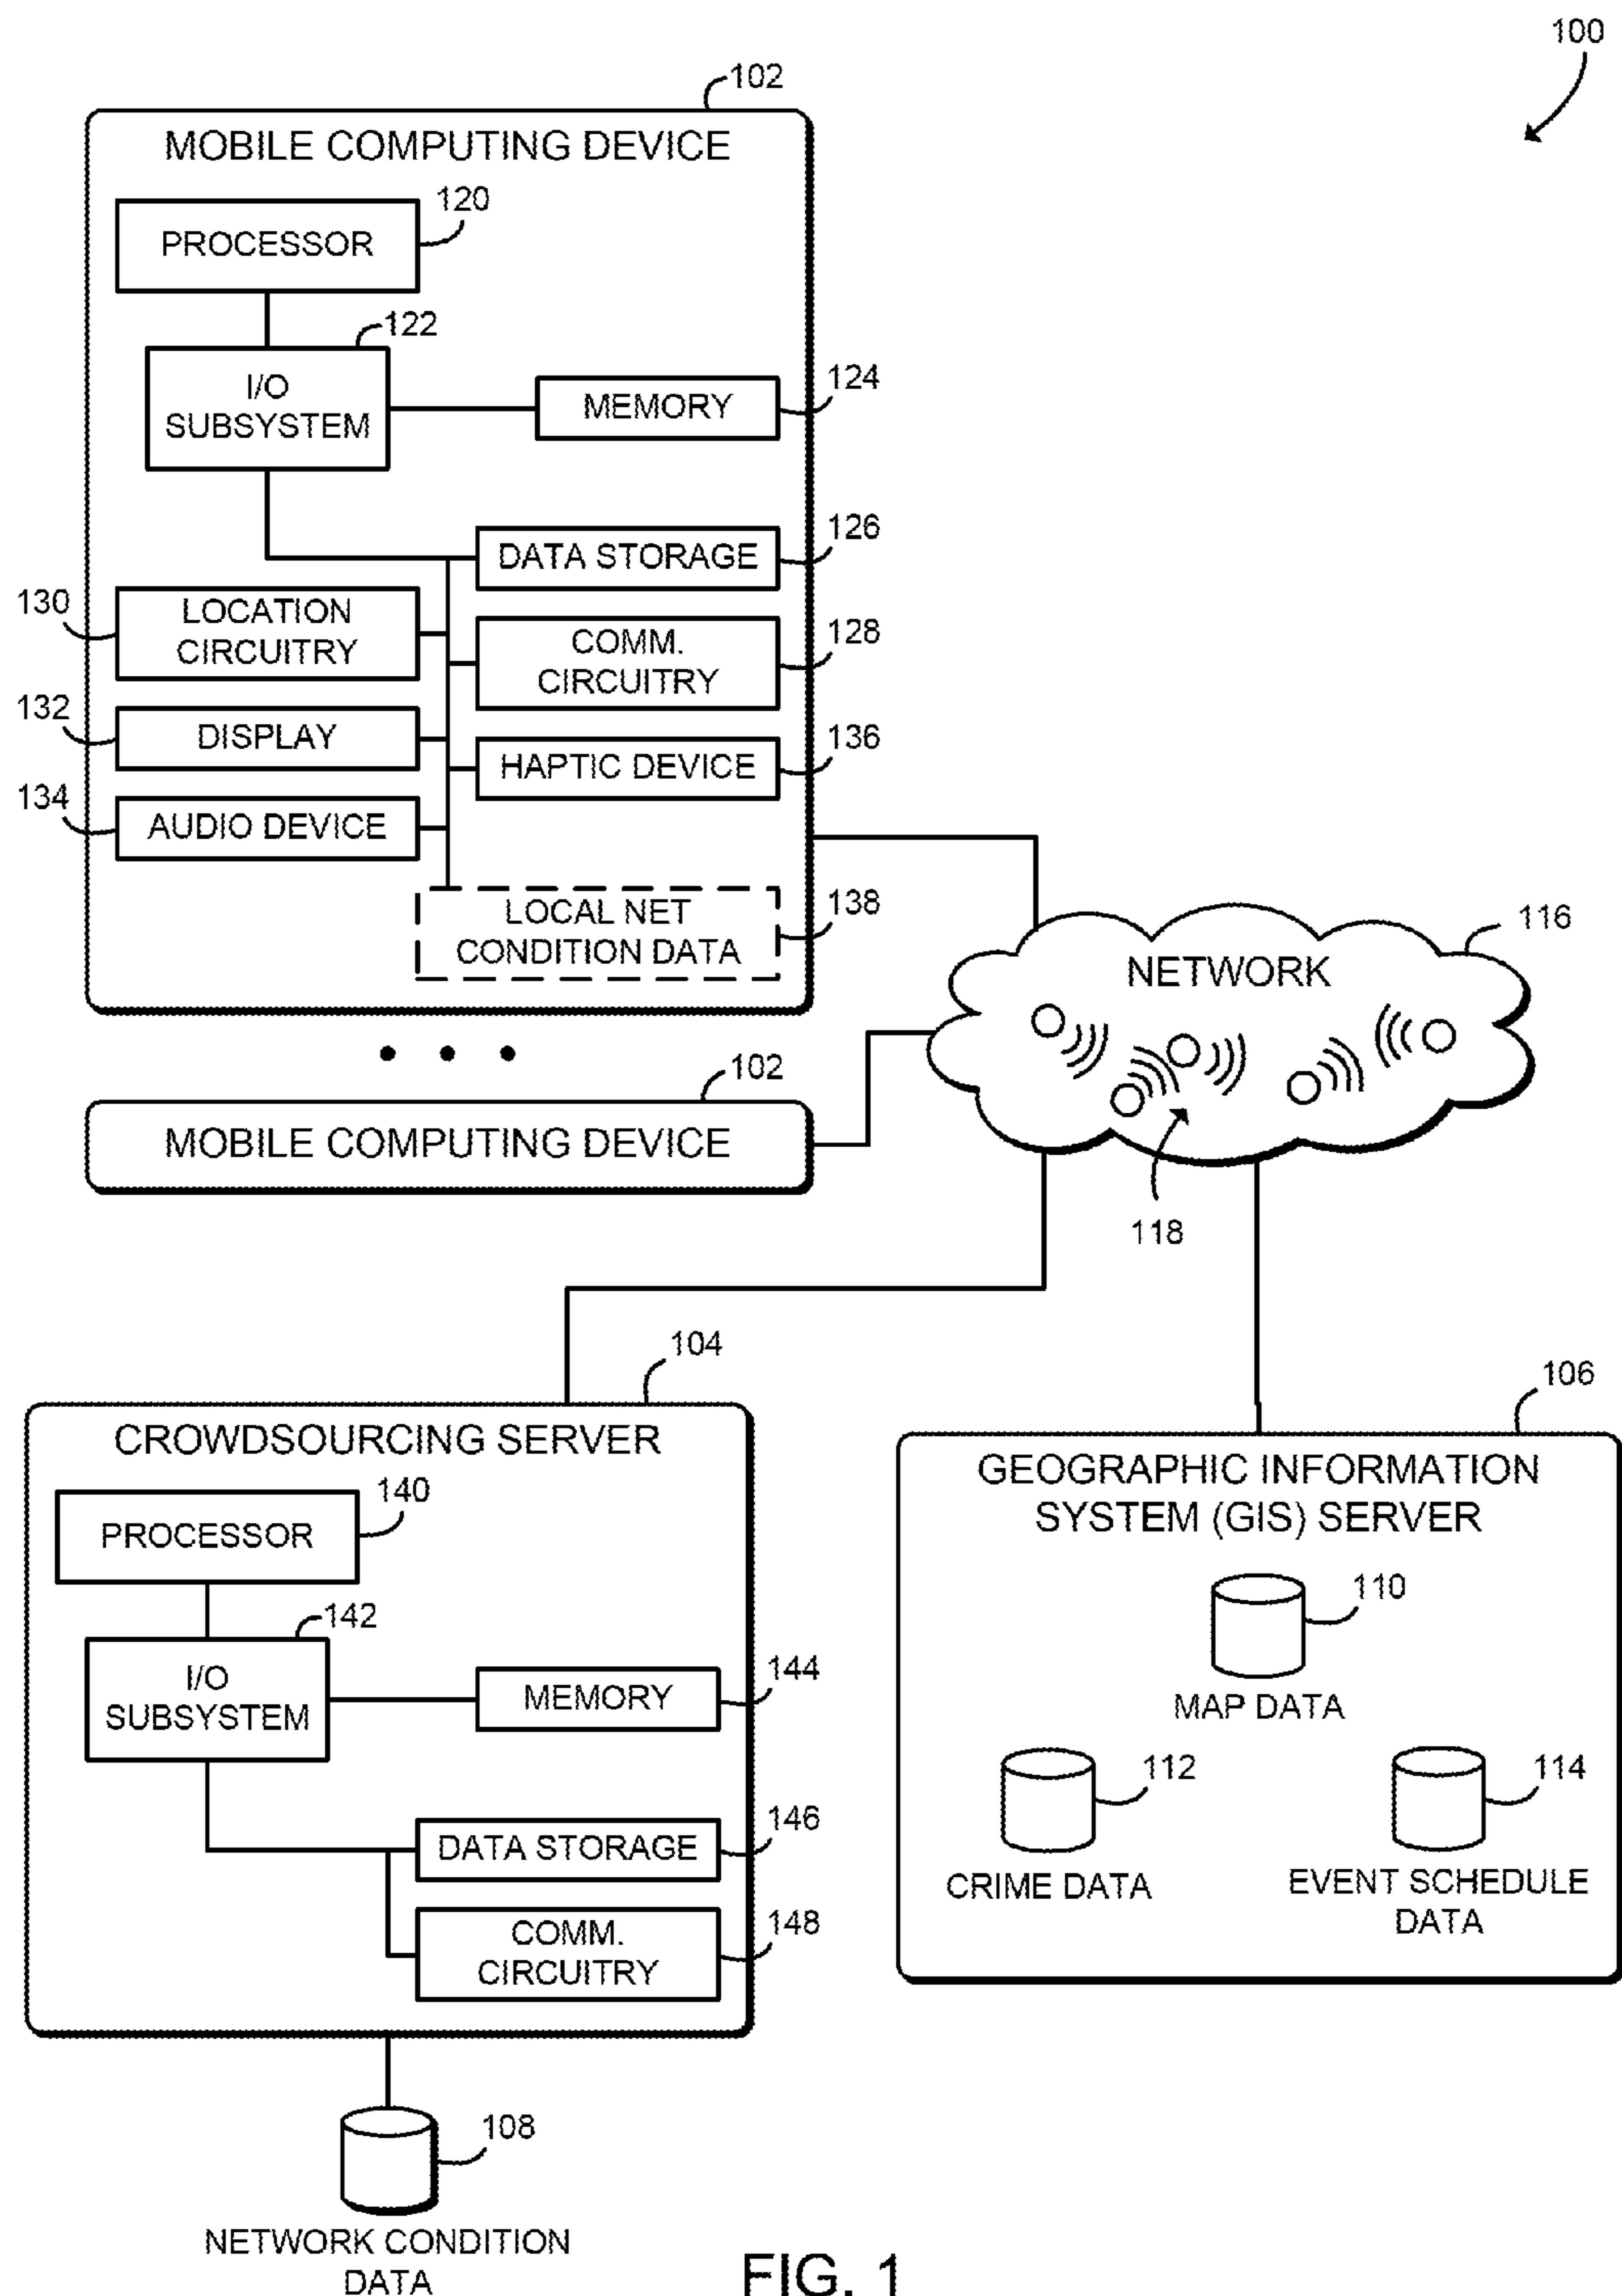 100
102
MOBILE COMPUTING DEVICE
120
PROCESSOR
122
I/O
SUBSYSTEM
124
MEMORY
126
DATA STORAGE
130
LOCATION
CIRCUITRY
128
COMM.
CIRCUITRY
132
DISPLAY
136
HAPTIC DEVICE
134
AUDIO DEVICE
138
LOCAL NET
CONDITION DATA
116
NETWORK
118
102
MOBILE COMPUTING DEVICE
104
CROWDSOURCING SERVER
140
PROCESSOR
142
I/O
SUBSYSTEM
144
MEMORY
146
DATA STORAGE
148
COMM.
CIRCUITRY
106
GEOGRAPHIC INFORMATION
SYSTEM (GIS) SERVER
110
MAP DATA
112
CRIME DATA
114
EVENT SCHEDULE
DATA
108
NETWORK CONDITION
DATA
FIG. 1